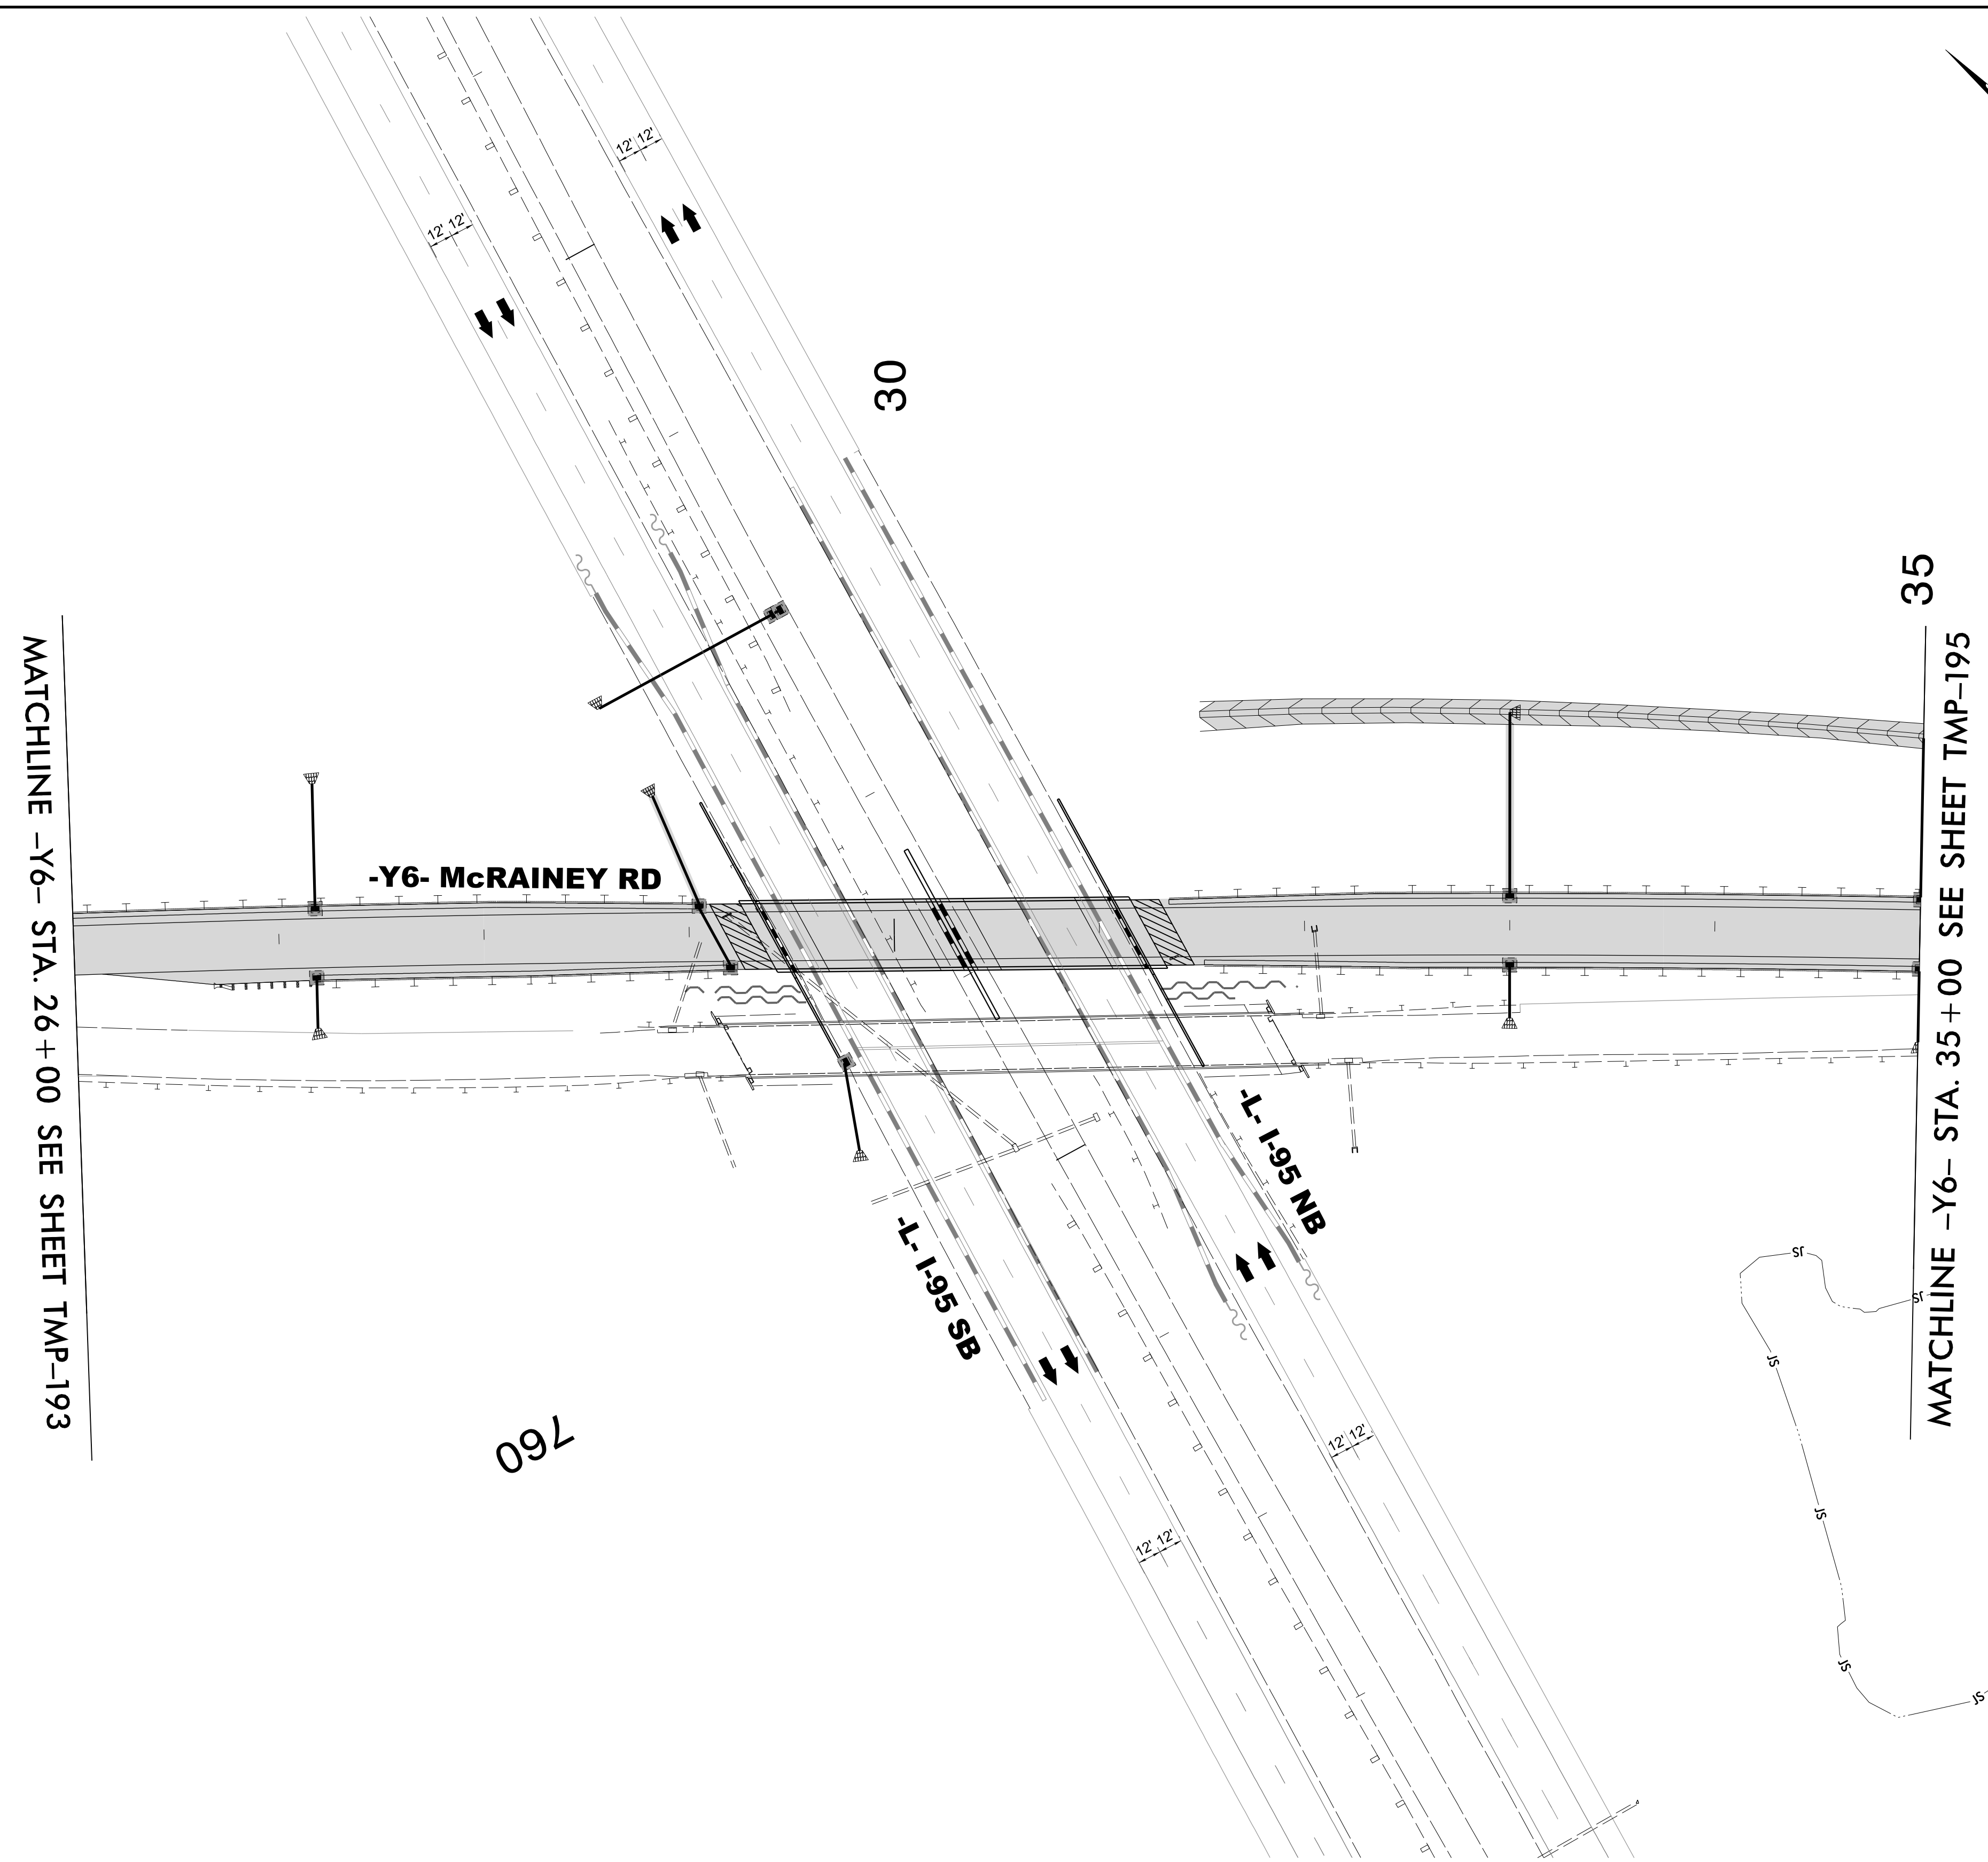 12' 12'
12' 12'
30
35
MATCHLINE –Y6– STA. 26+00 SEE SHEET TMP–193
MATCHLINE –Y6– STA. 35+00 SEE SHEET TMP–195
-Y6- McRAINEY RD
-L- I-95 NB
-L- I-95 SB
JS
JS
JS
760
12' 12'
JS
12' 12'
JS
JS